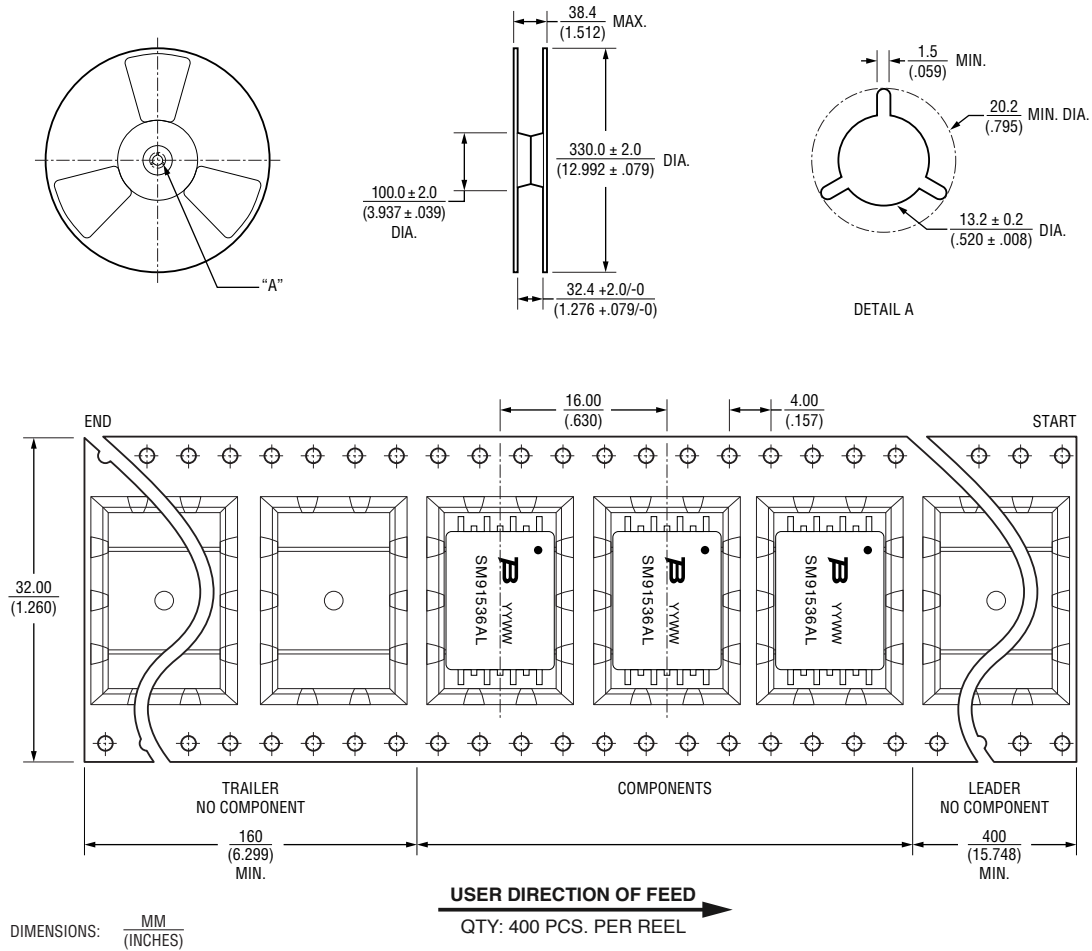 38.4
(1.512)
MAX.
330.0 ± 2.0
(12.992 ± .079)
DIA.
100.0 ± 2.0
(3.937 ± .039)
DIA.
32.4 +2.0/-0
(1.276 +.079/-0)
“A”
1.5
(.059)
MIN.
20.2
(.795)
MIN. DIA.
13.2 ± 0.2
(.520 ± .008)
DIA.
DETAIL A
END
16.00
(.630)
4.00
(.157)
START
32.00
(1.260)
YYWW
SM91536AL
YYWW
SM91536AL
YYWW
SM91536AL
TRAILER
NO COMPONENT
160
(6.299)
MIN.
COMPONENTS
LEADER
NO COMPONENT
400
(15.748)
MIN.
USER DIRECTION OF FEED
QTY: 400 PCS. PER REEL
DIMENSIONS:
MM
(INCHES)